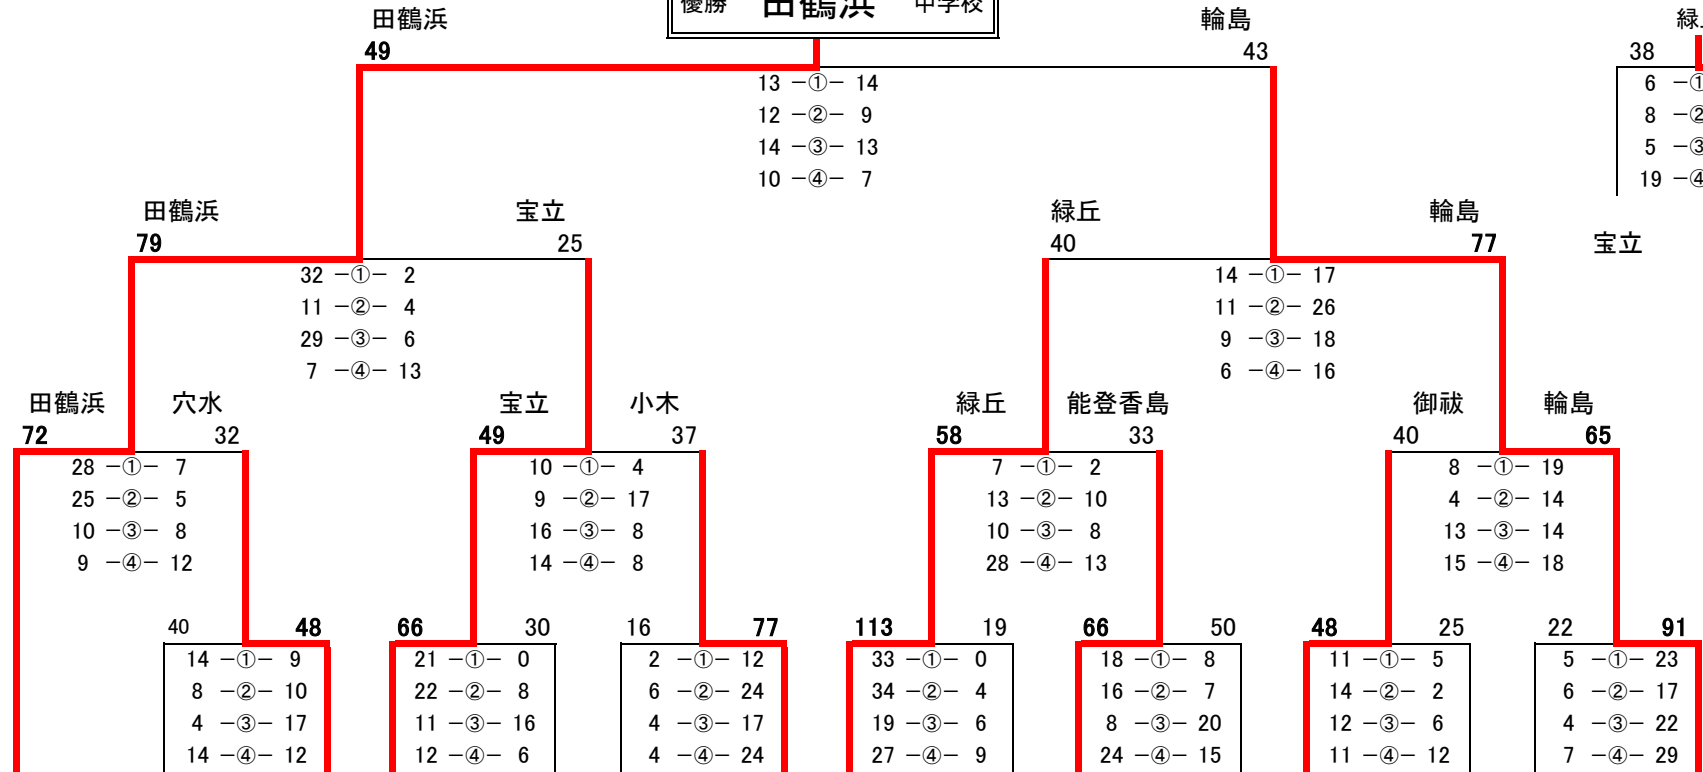 優勝 田鶴浜 中学校
田鶴浜 輪島
49 43 38
13 -①- 14 6 -①
12 -②- 9 8 -②
14 -③- 13 5 -③
10 -④- 7 19 -④
田鶴浜 宝立 緑丘 輪島
79 25 40 77 宝立
32 -①- 2 14 -①- 17
11 -②- 4 11 -②- 26
29 -③- 6 9 -③- 18
7 -④- 13 6 -④- 16
田鶴浜 穴水 宝立 小木 緑丘 能登香島 御祓 輪島
72 32 49 37 58 33 40 65
28 -①- 7 10 -①- 4 7 -①- 2 8 -①- 19
25 -②- 5 9 -②- 17 13 -②- 10 4 -②- 14
10 -③- 8 16 -③- 8 10 -③- 8 13 -③- 14
9 -④- 12 14 -④- 8 28 -④- 13 15 -④- 18
40 48 66 30 16 77 113 19 66 50 48 25 22 91
14 -①- 9 21 -①- 0 2 -①- 12 33 -①- 0 18 -①- 8 11 -①- 5 5 -①- 23
8 -②- 10 22 -②- 8 6 -②- 24 34 -②- 4 16 -②- 7 14 -②- 2 6 -②- 17
4 -③- 17 11 -③- 16 4 -③- 17 19 -③- 6 8 -③- 20 12 -③- 6 4 -③- 22
14 -④- 12 12 -④- 6 4 -④- 24 27 -④- 9 24 -④- 15 11 -④- 12 7 -④- 29